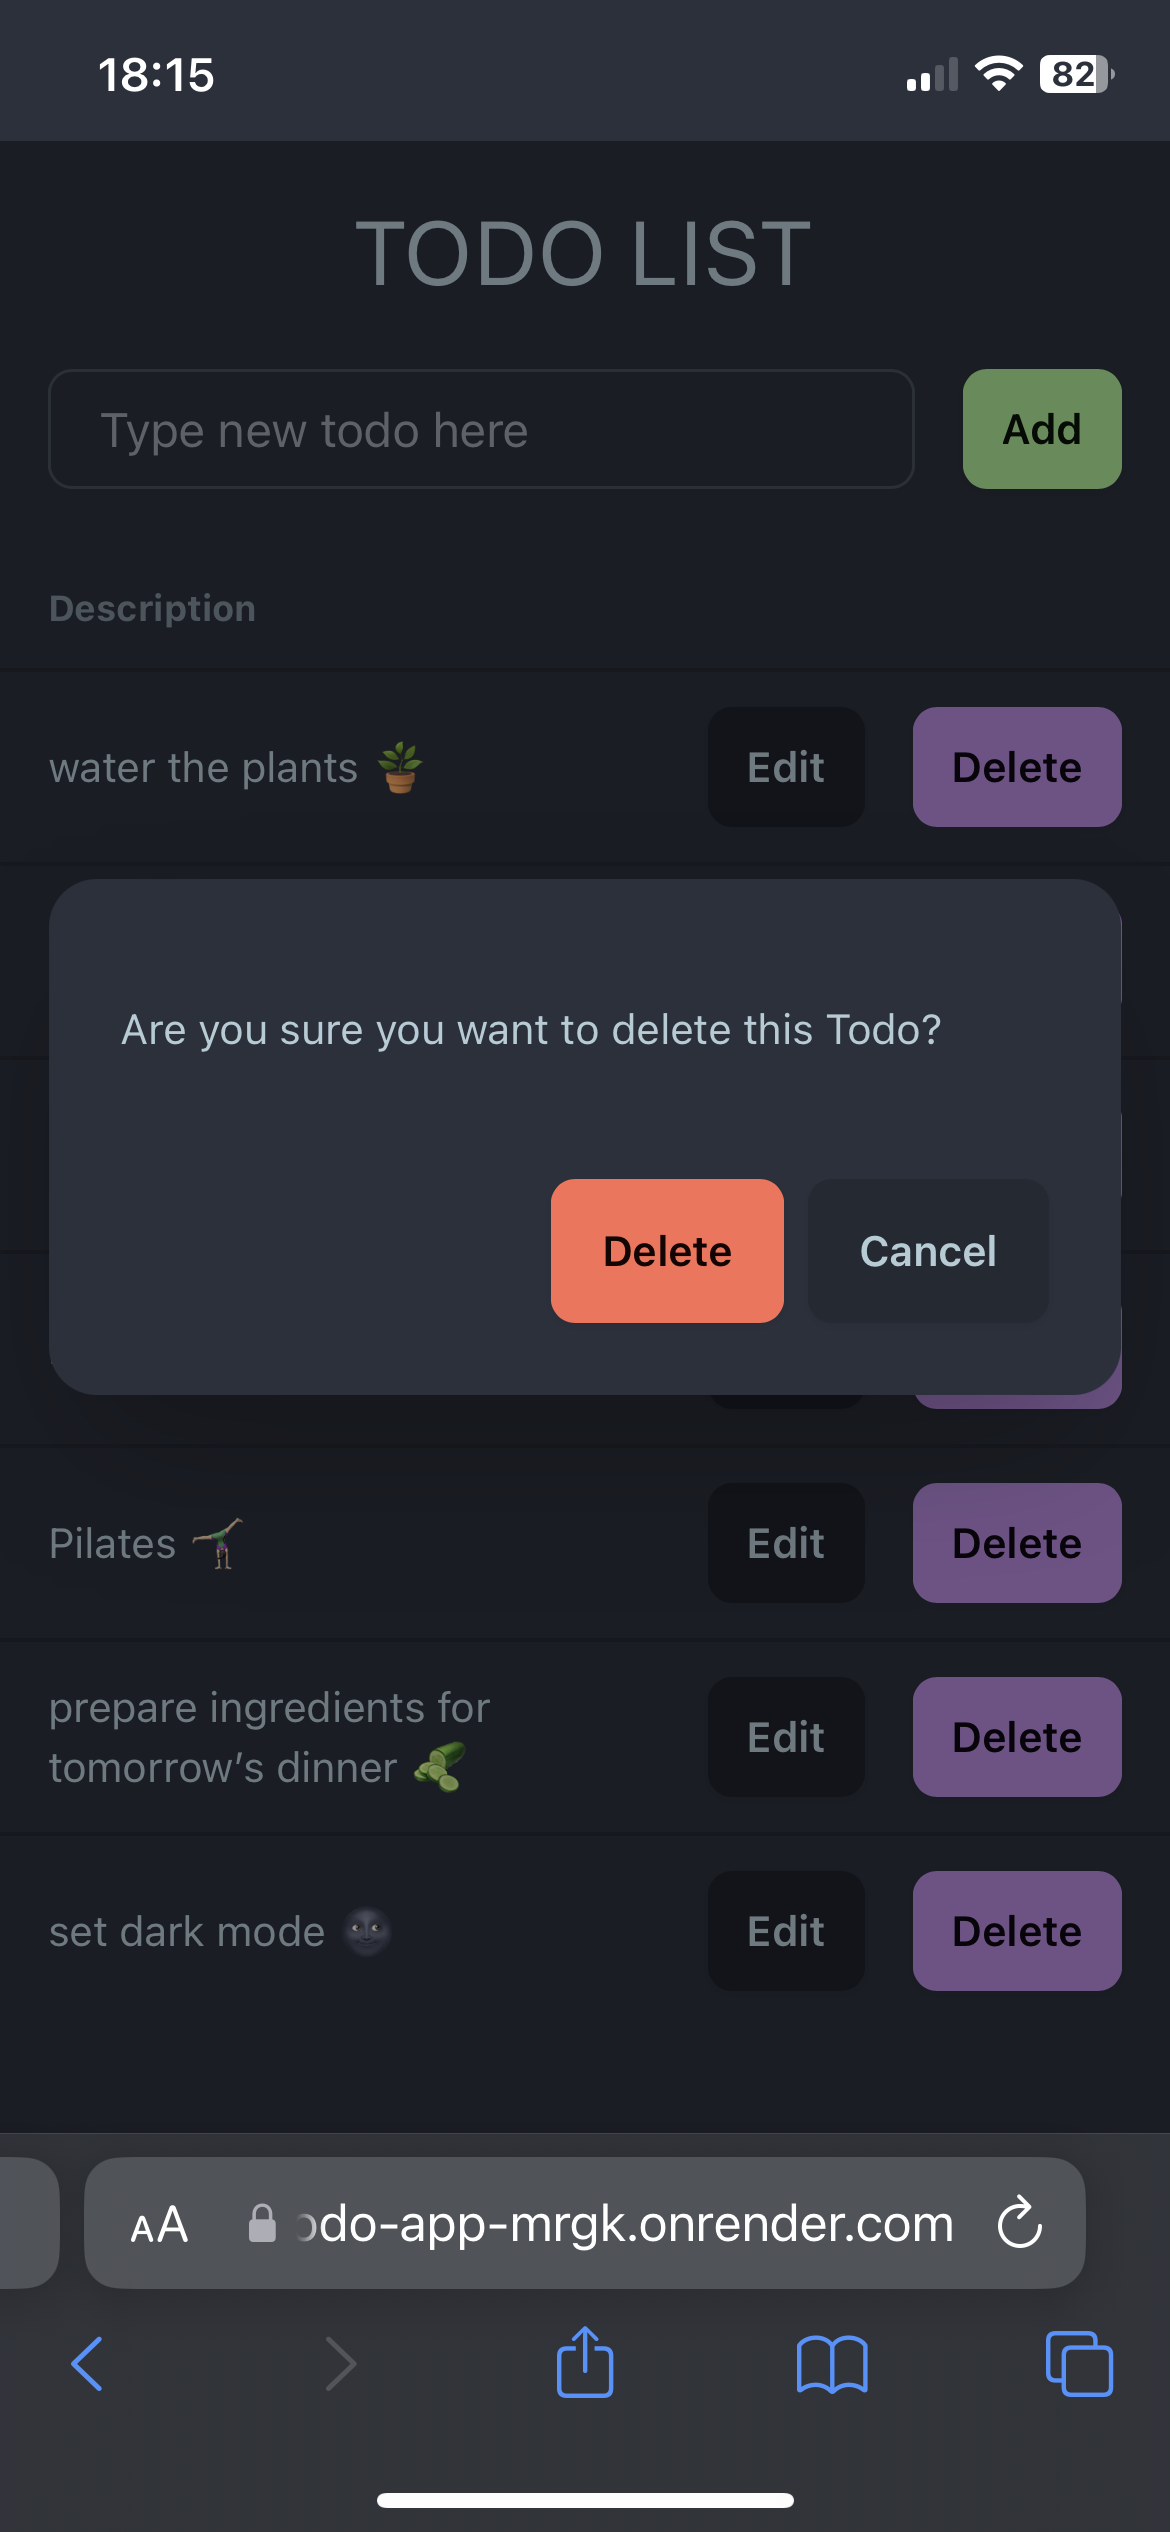 18:15
82
TODO LIST
Type new todo here
Add
Description
water the plants 🪴
Edit
Delete
Are you sure you want to delete this Todo?
Delete
Cancel
Pilates 🤸🏽‍♀️
Edit
Delete
prepare ingredients for
tomorrow’s dinner 🥒
Edit
Delete
set dark mode 🌚
Edit
Delete
AA
do-app-mrgk.onrender.com